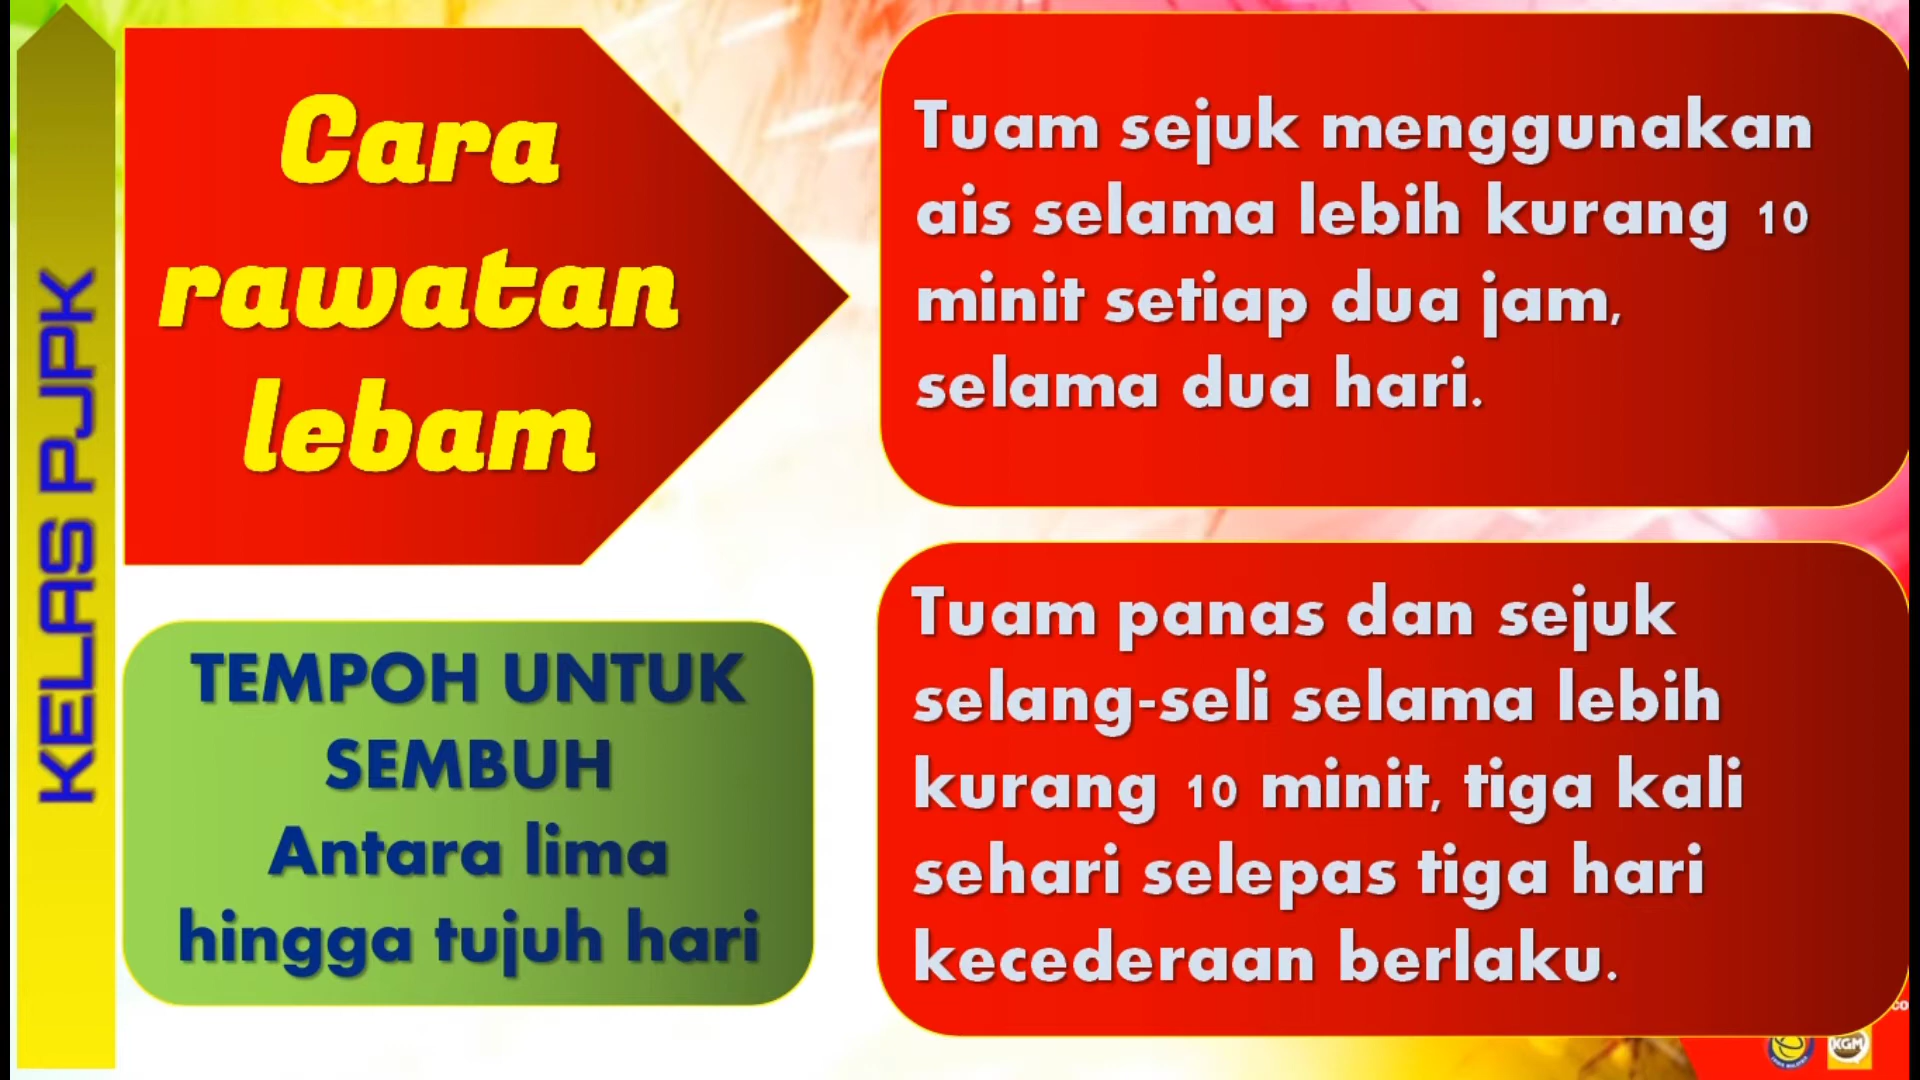 KELAS PJPK
Cara
rawatan
lebam
Tuam sejuk menggunakan
ais selama lebih kurang 10
minit setiap dua jam,
selama dua hari.
TEMPOH UNTUK
SEMBUH
Antara lima
hingga tujuh hari
Tuam panas dan sejuk
selang-seli selama lebih
kurang 10 minit, tiga kali
sehari selepas tiga hari
kecederaan berlaku.
KGM